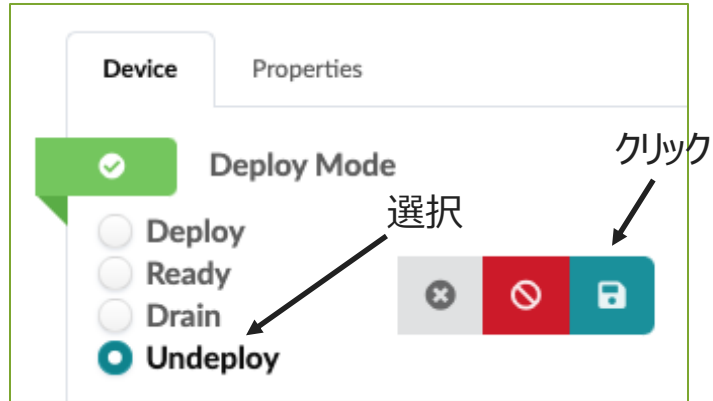 Device Properties
クリック
Deploy Mode
選択
Deploy
Ready
Drain
Undeploy